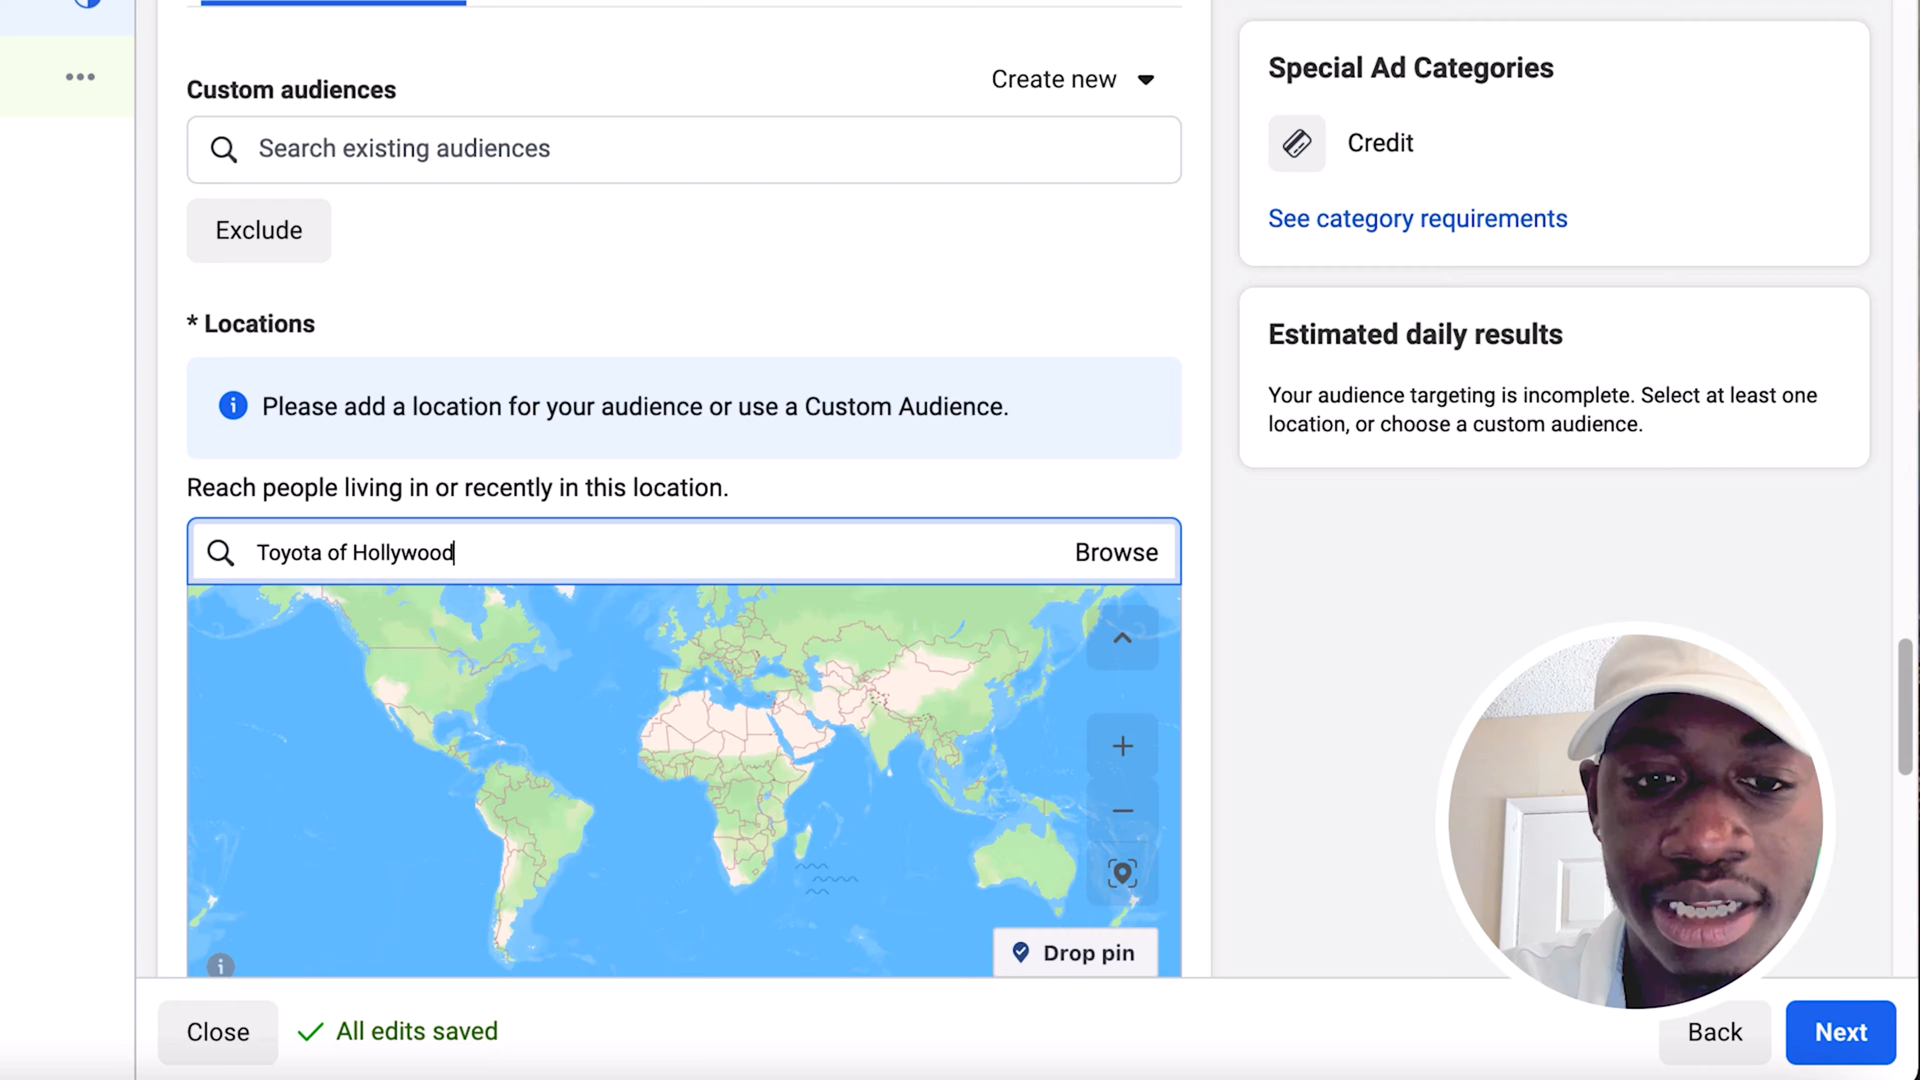 Custom audiences
Create new
Search existing audiences
Exclude
* Locations
Please add a location for your audience or use a Custom Audience.
Reach people living in or recently in this location.
Toyota of Hollywood
Browse
Drop pin
Close
All edits saved
Back
Next
Special Ad Categories
Credit
See category requirements
Estimated daily results
Your audience targeting is incomplete. Select at least one
location, or choose a custom audience.